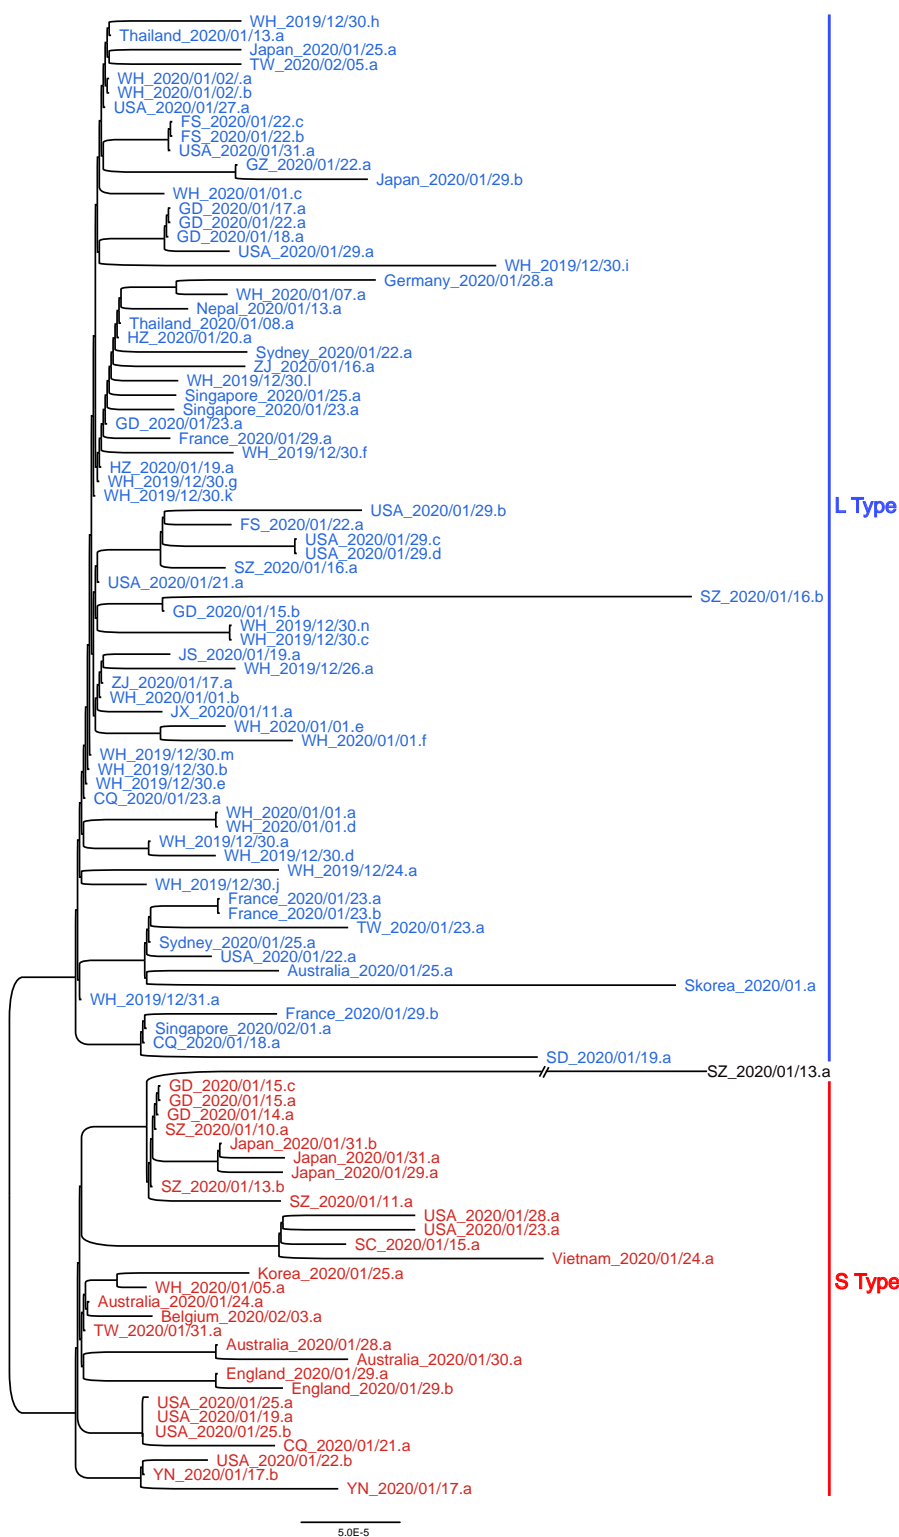 WH_2019/12/30.h
Thailand_2020/01/13.a
Japan_2020/01/25.a
TW_2020/02/05.a
WH_2020/01/02/.a
WH_2020/01/02/.b
USA_2020/01/27.a
FS_2020/01/22.c
FS_2020/01/22.b
USA_2020/01/31.a
GZ_2020/01/22.a
Japan_2020/01/29.b
WH_2020/01/01.c
GD_2020/01/17.a
GD_2020/01/22.a
GD_2020/01/18.a
USA_2020/01/29.a
WH_2019/12/30.i
Germany_2020/01/28.a
WH_2020/01/07.a
Nepal_2020/01/13.a
Thailand_2020/01/08.a
HZ_2020/01/20.a
Sydney_2020/01/22.a
ZJ_2020/01/16.a
WH_2019/12/30.l
Singapore_2020/01/25.a
Singapore_2020/01/23.a
GD_2020/01/23.a
France_2020/01/29.a
WH_2019/12/30.f
HZ_2020/01/19.a
WH_2019/12/30.g
WH_2019/12/30.k
L Type
USA_2020/01/29.b
FS_2020/01/22.a
USA_2020/01/29.c
USA_2020/01/29.d
SZ_2020/01/16.a
USA_2020/01/21.a
SZ_2020/01/16.b
GD_2020/01/15.b
WH_2019/12/30.n
WH_2019/12/30.c
JS_2020/01/19.a
WH_2019/12/26.a
ZJ_2020/01/17.a
WH_2020/01/01.b
JX_2020/01/11.a
WH_2020/01/01.e
WH_2020/01/01.f
WH_2019/12/30.m
WH_2019/12/30.b
WH_2019/12/30.e
CQ_2020/01/23.a
WH_2020/01/01.a
WH_2020/01/01.d
WH_2019/12/30.a
WH_2019/12/30.d
WH_2019/12/24.a
WH_2019/12/30.j
France_2020/01/23.a
France_2020/01/23.b
TW_2020/01/23.a
Sydney_2020/01/25.a
USA_2020/01/22.a
Australia_2020/01/25.a
Skorea_2020/01.a
WH_2019/12/31.a
France_2020/01/29.b
Singapore_2020/02/01.a
CQ_2020/01/18.a
SD_2020/01/19.a
SZ_2020/01/13.a
GD_2020/01/15.c
GD_2020/01/15.a
GD_2020/01/14.a
SZ_2020/01/10.a
Japan_2020/01/31.b
Japan_2020/01/31.a
Japan_2020/01/29.a
SZ_2020/01/13.b
SZ_2020/01/11.a
USA_2020/01/28.a
USA_2020/01/23.a
SC_2020/01/15.a
Vietnam_2020/01/24.a
Korea_2020/01/25.a
S Type
WH_2020/01/05.a
Australia_2020/01/24.a
Belgium_2020/02/03.a
TW_2020/01/31.a
Australia_2020/01/28.a
Australia_2020/01/30.a
England_2020/01/29.a
England_2020/01/29.b
USA_2020/01/25.a
USA_2020/01/19.a
USA_2020/01/25.b
CQ_2020/01/21.a
USA_2020/01/22.b
YN_2020/01/17.b
YN_2020/01/17.a
5.0E-5